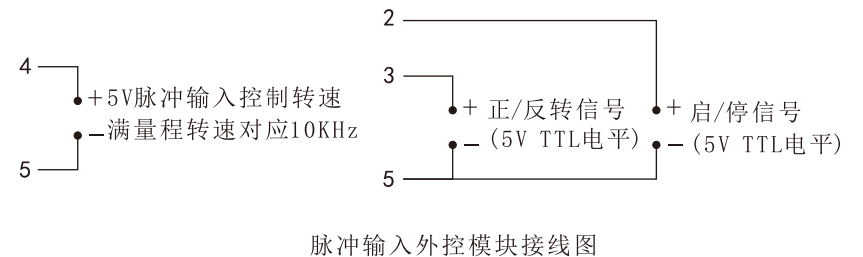 2
4
3
+5V脉冲输入控制转速
+ 正/反转信号
+ 启/停信号
－满量程转速对应10KHz
－(5V TTL电平)
－(5V TTL电平)
5
5
脉冲输入外控模块接线图